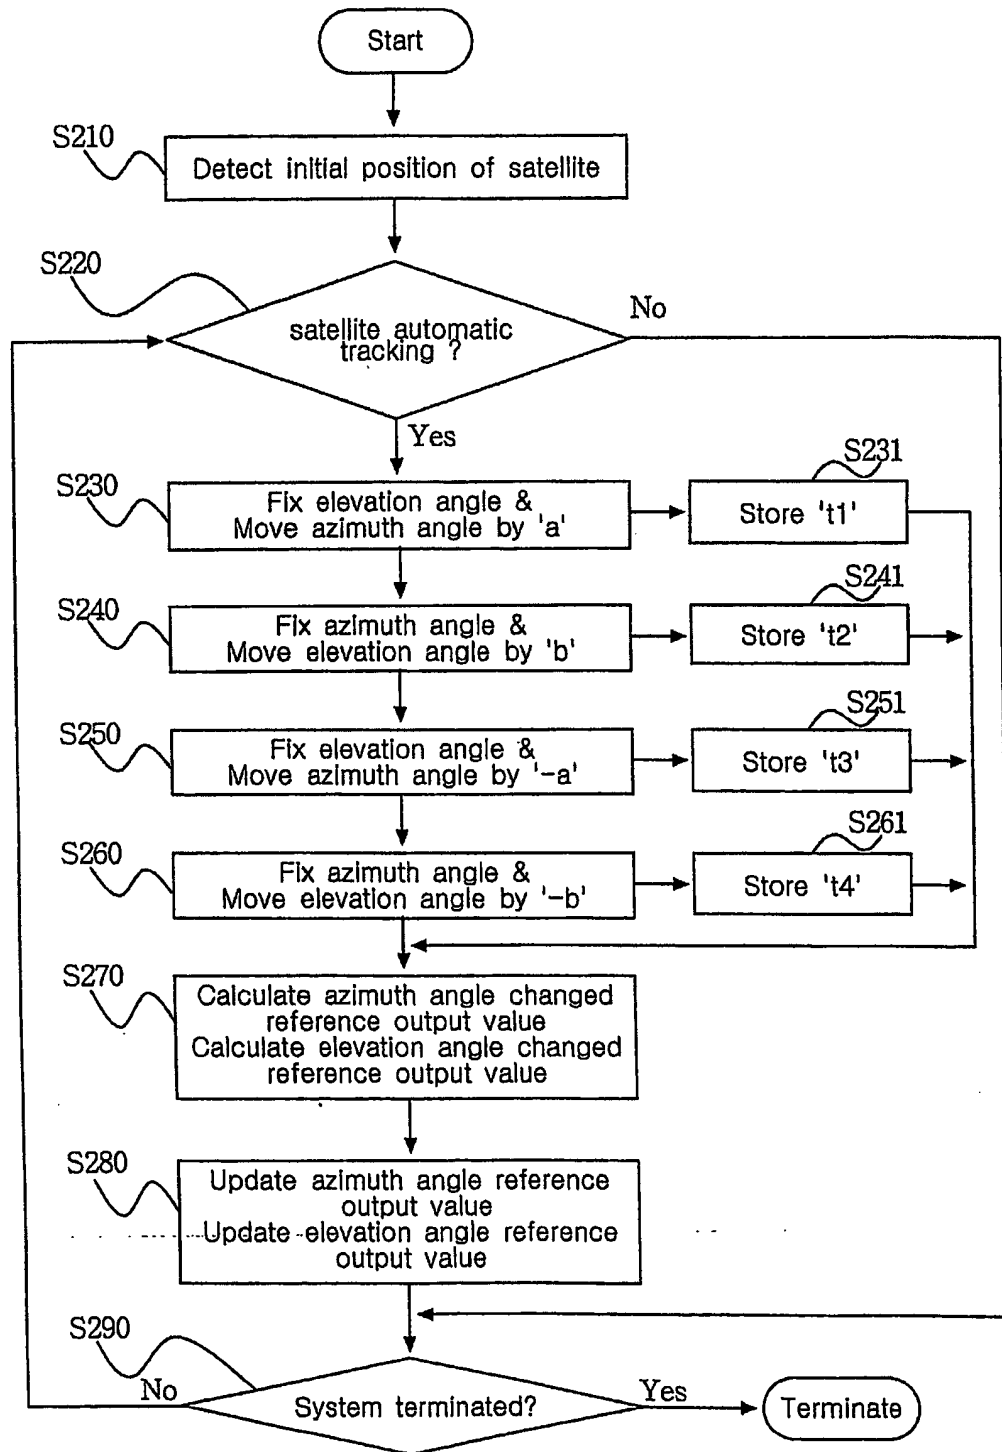 Start
S210
Detect initial position of satellite
S220
No
satellite automatic
tracking ?
Yes
S230
Fix elevation angle &
Move azimuth angle by 'a'
S231
Store 't1'
S240
Fix azimuth angle &
Move elevation angle by 'b'
S241
Store 't2'
S250
Fix elevation angle &
Move azimuth angle by '-a'
S251
Store 't3'
S260
Fix azimuth angle &
Move elevation angle by '-b'
S261
Store 't4'
S270
Calculate azimuth angle changed
reference output value
Calculate elevation angle changed
reference output value
S280
Update azimuth angle reference
output value
Update elevation angle reference
output value
S290
No
System terminated?
Yes
Terminate